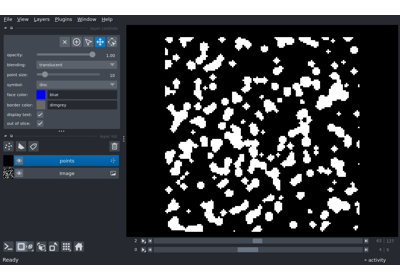 File View Layers Plugins Window Help
opacity: 1.00
blending: translucent
point size: 10
symbol: disc
face color: blue
border color: dimgrey
display text: ✓
out of slice: ✓
points
Image
2
0
Ready
activity